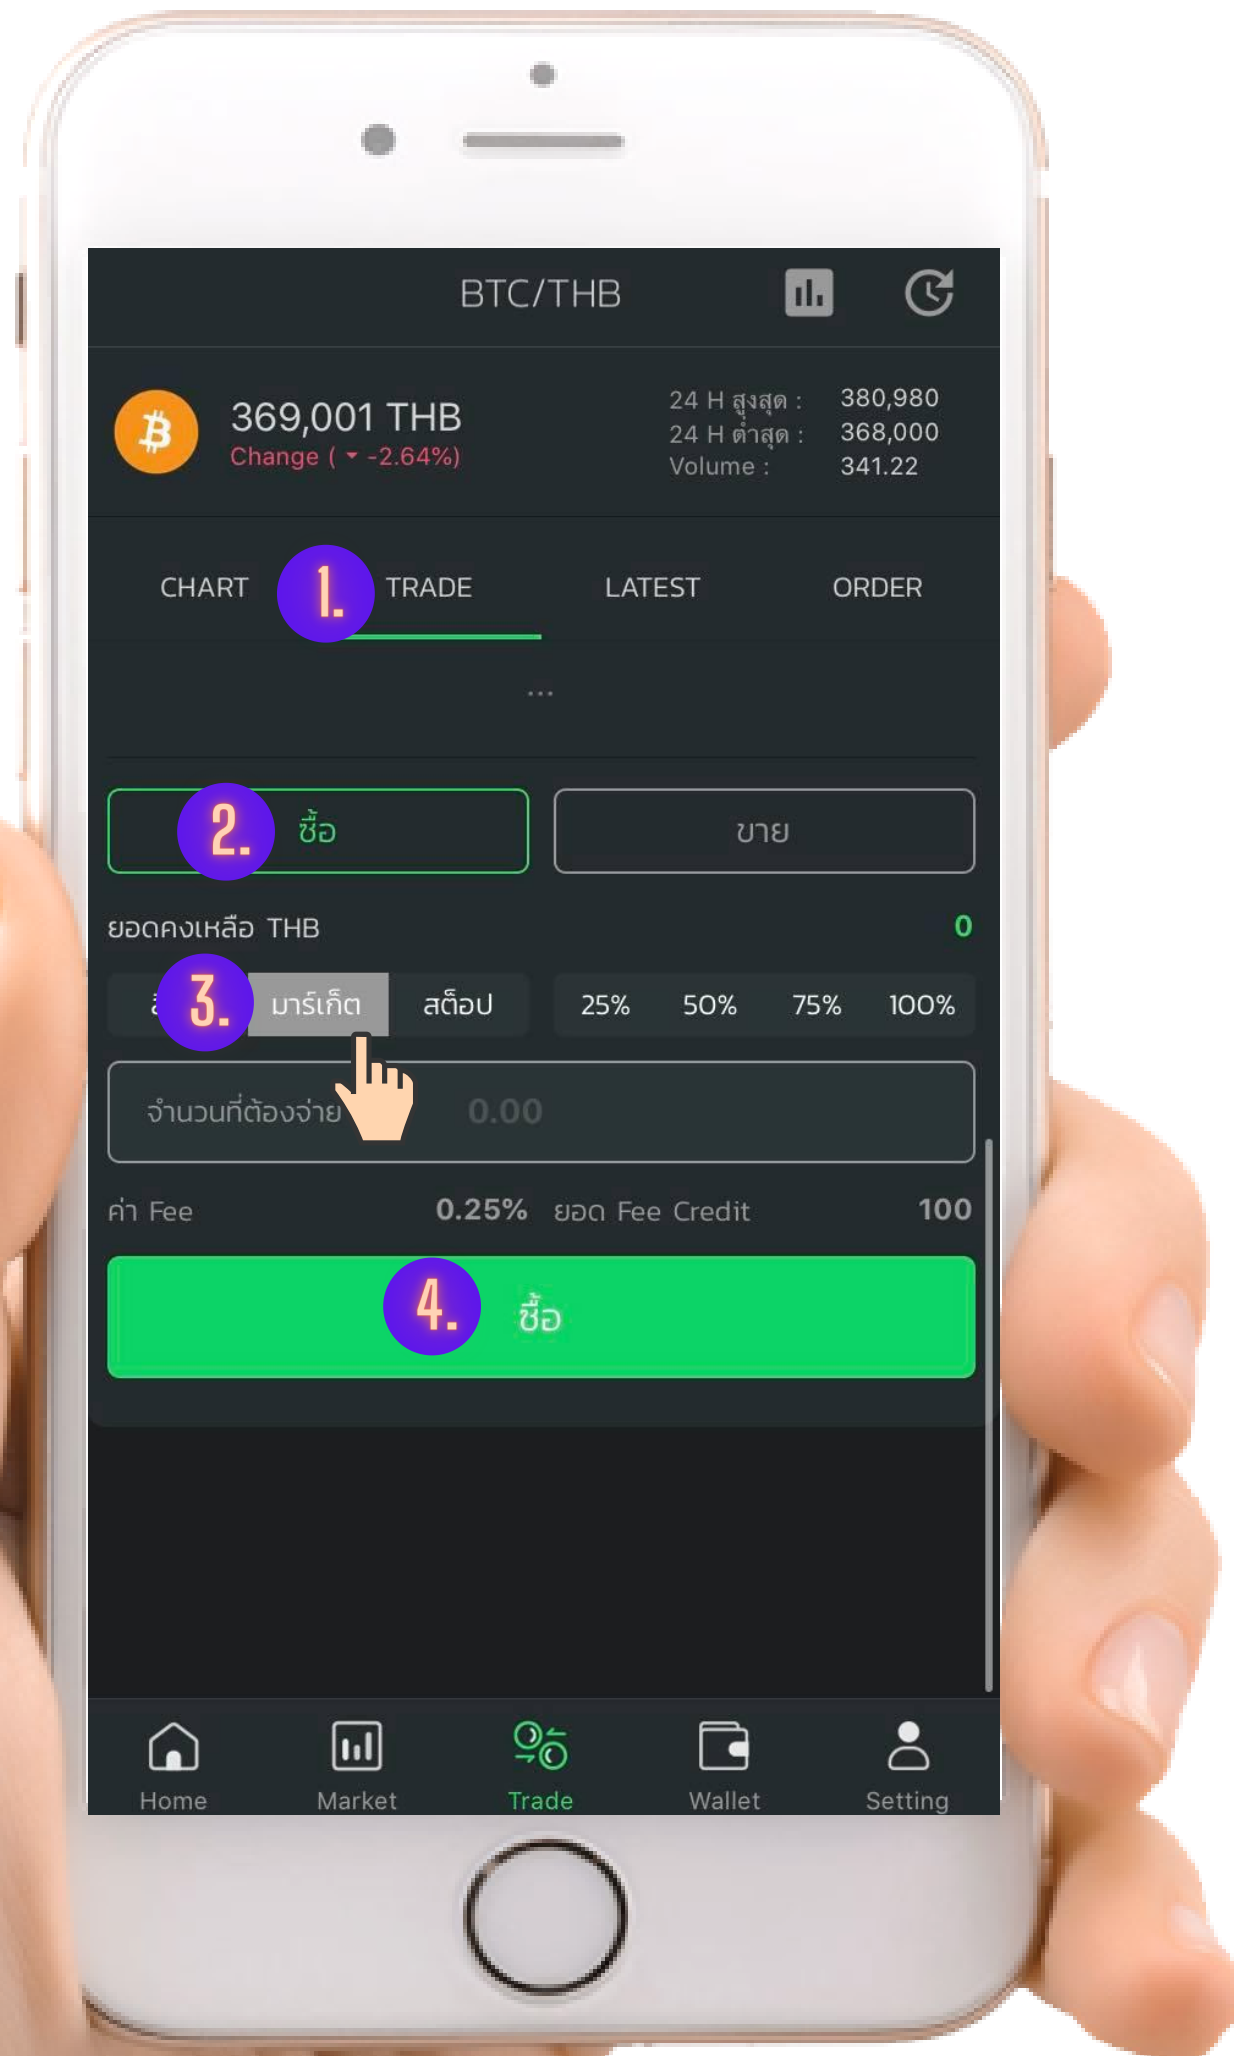 BTC/THB
369,001 THB
Change ( -2.64%)
24 H สูงสุด : 380,980
24 H ต่ำสุด : 368,000
Volume : 341.22
CHART 1. TRADE LATEST ORDER
...
2. ซื้อ ขาย
ยอดคงเหลือ THB 0
3. มาร์เก็ต สต็อป 25% 50% 75% 100%
จำนวนที่ต้องจ่าย 0.00
ค่า Fee 0.25% ยอด Fee Credit 100
4. ซื้อ
Home Market Trade Wallet Setting